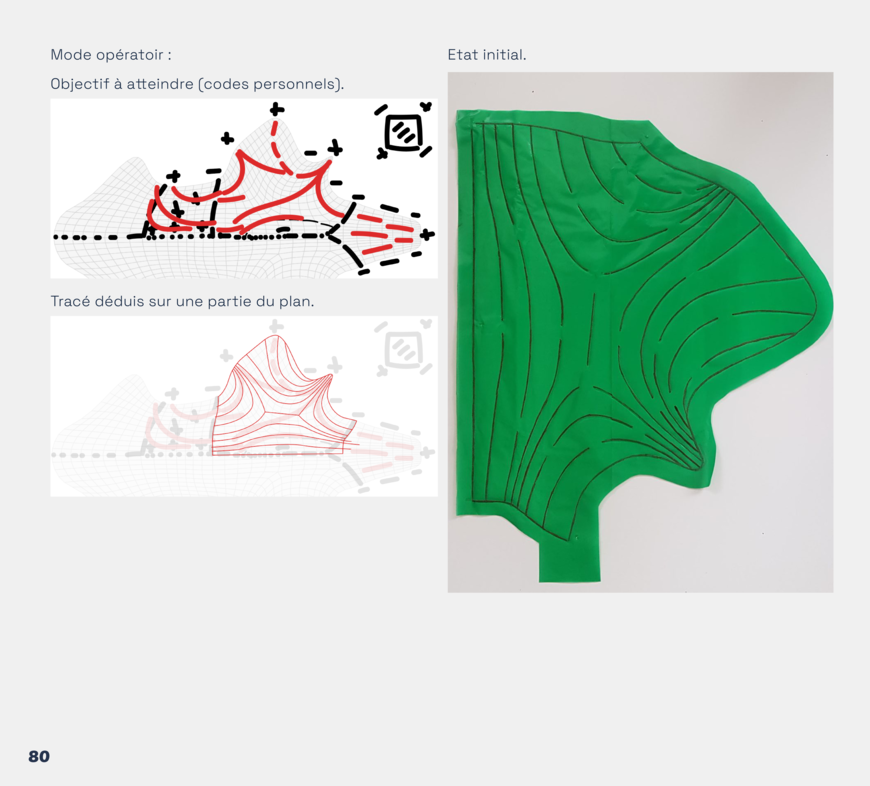 Mode opératoir :
Objectif à atteindre (codes personnels).
Tracé déduis sur une partie du plan.
Etat initial.
80